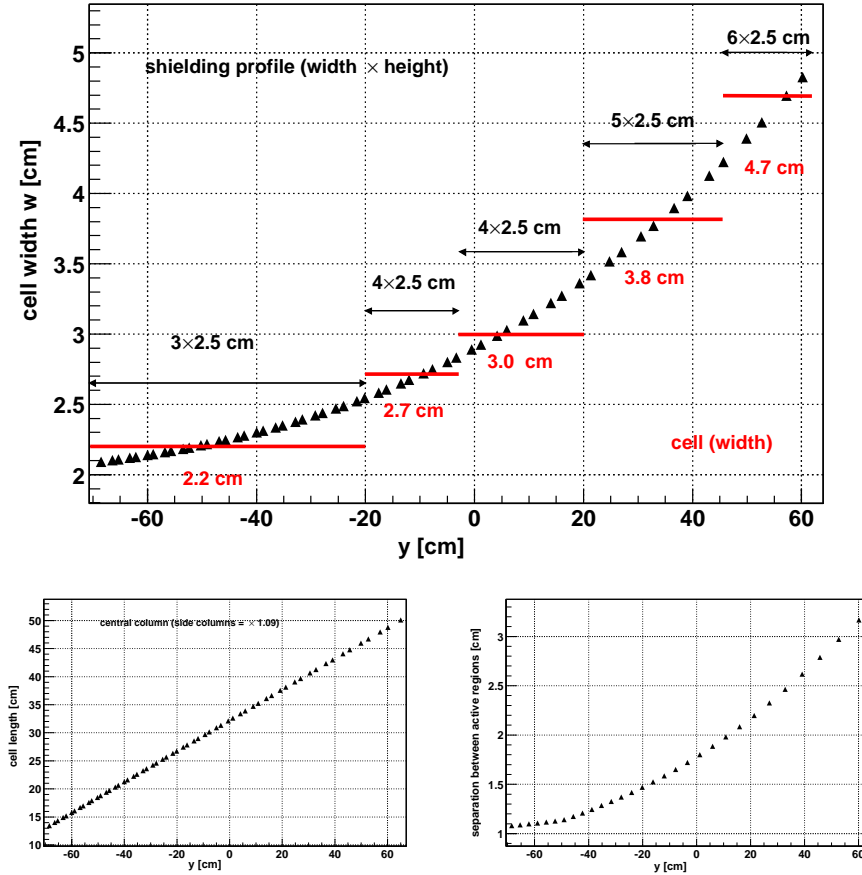 6×2.5 cm
shielding profile (width × height)
5×2.5 cm
4.7 cm
4×2.5 cm
3.8 cm
4×2.5 cm
3.0 cm
3×2.5 cm
2.7 cm
2.2 cm
cell (width)
cell width w [cm]
5
4.5
4
3.5
3
2.5
2
-60
-40
-20
0
20
40
60
y [cm]
central column (side columns = × 1.09)
cell length [cm]
50
45
40
35
30
25
20
15
10
-60
-40
-20
0
20
40
60
y [cm]
separation between active regions [cm]
3
2.5
2
1.5
1
-60
-40
-20
0
20
40
60
y [cm]